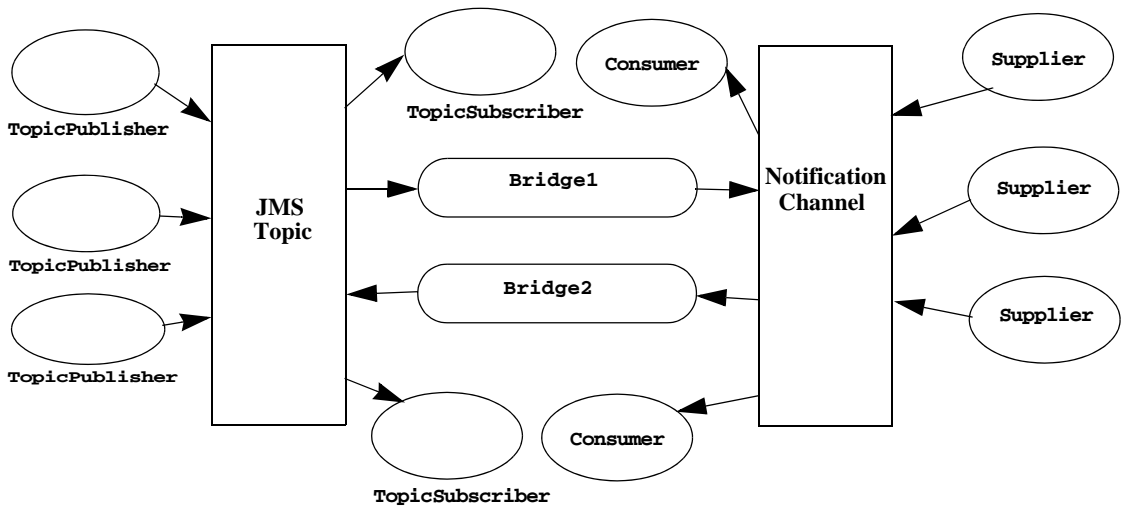 Consumer
Supplier
TopicPublisher
TopicSubscriber
Bridge1
Notification
Channel
Supplier
JMS
Topic
TopicPublisher
Bridge2
Supplier
TopicPublisher
Consumer
TopicSubscriber